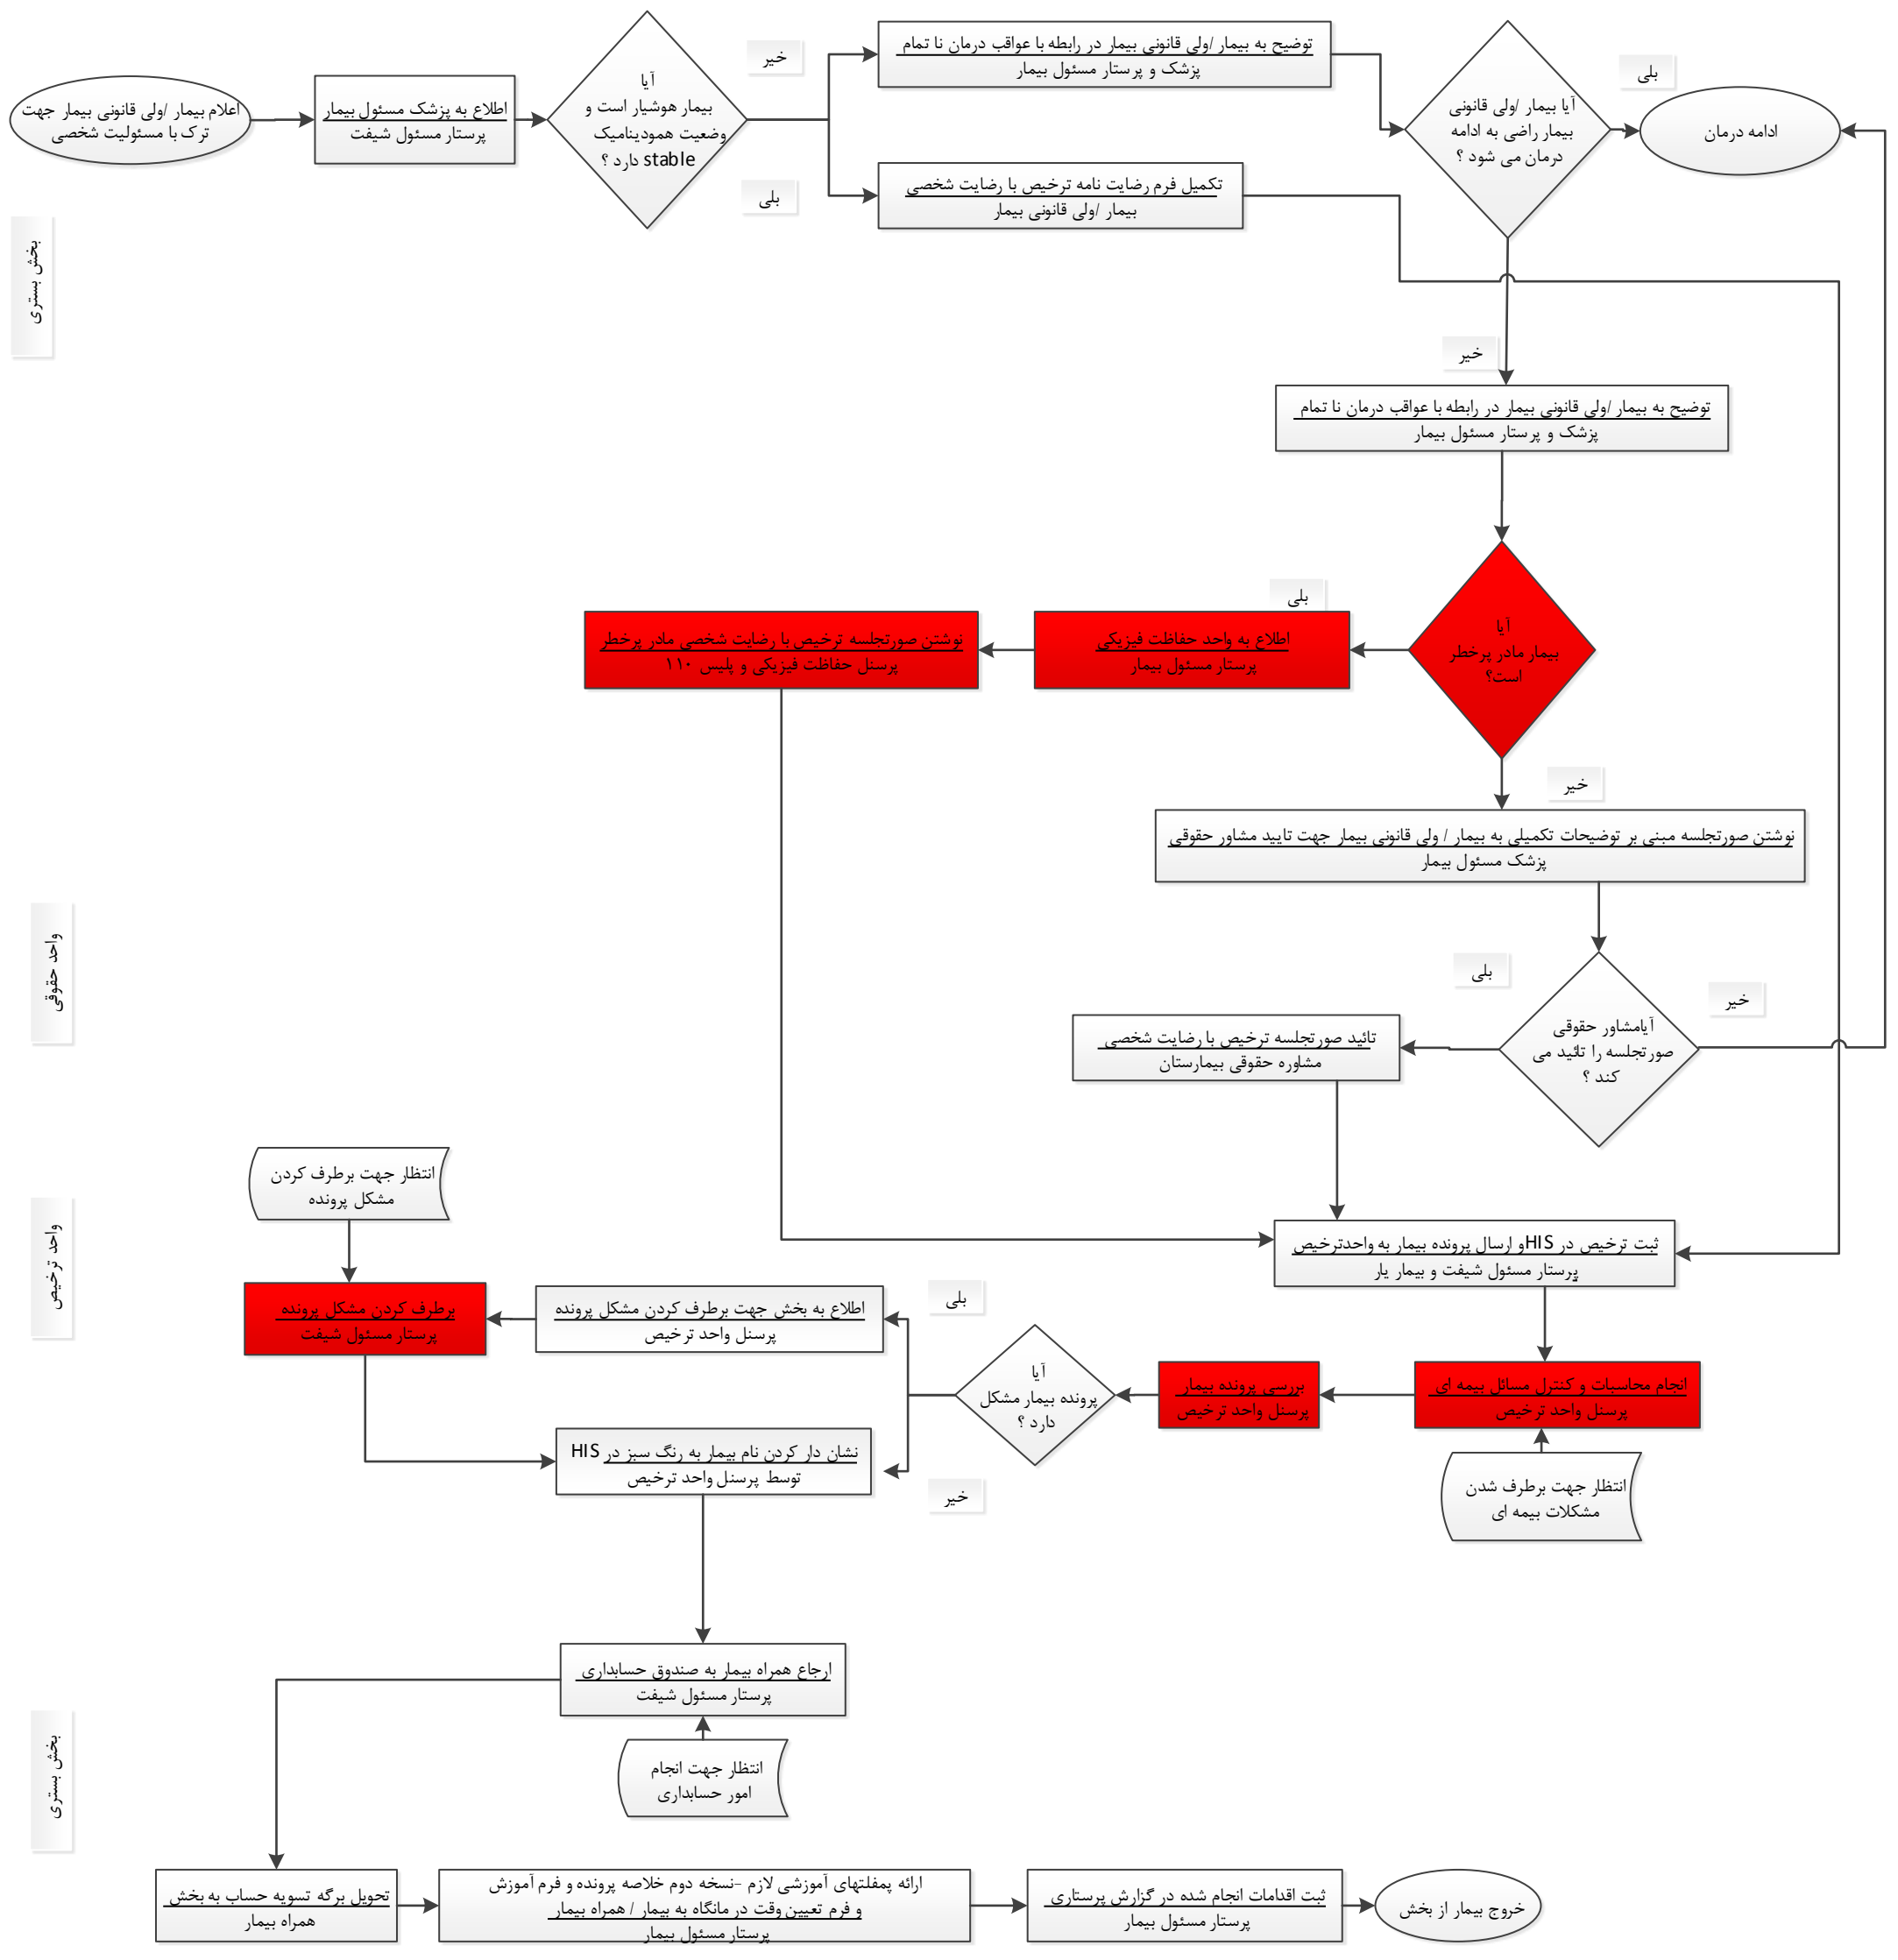 اعلام بیمار /ولی قانونی بیمار جهت
ترک با مسئولیت شخصی
اطلاع به پزشک مسئول بیمار
پرستار مسئول شیفت
آیا
بیمار هوشیار است و
وضعیت همودینامیک
stable دارد ؟
خیر
بلی
توضیح به بیمار /ولی قانونی بیمار در رابطه با عواقب درمان نا تمام
پزشک و پرستار مسئول بیمار
تکمیل فرم رضایت نامه ترخیص با رضایت شخصی
بیمار /ولی قانونی بیمار
آیا بیمار /ولی قانونی
بیمار راضی به ادامه
درمان می شود ؟
بلی
ادامه درمان
بخش بستری
خیر
توضیح به بیمار /ولی قانونی بیمار در رابطه با عواقب درمان نا تمام
پزشک و پرستار مسئول بیمار
آیا
بیمار مادر پرخطر
است؟
بلی
اطلاع به واحد حفاظت فیزیکی
پرستار مسئول بیمار
نوشتن صورتجلسه ترخیص با رضایت شخصی مادر پرخطر
پرسنل حفاظت فیزیکی و پلیس ۱۱۰
خیر
نوشتن صورتجلسه مبنی بر توضیحات تکمیلی به بیمار / ولی قانونی بیمار جهت تایید مشاور حقوقی
پزشک مسئول بیمار
واحد حقوقی
آیامشاور حقوقی
صورتجلسه را تائید می
کند ؟
بلی
خیر
تائید صورتجلسه ترخیص با رضایت شخصی
مشاوره حقوقی بیمارستان
واحد ترخیص
ثبت ترخیص در HISو ارسال پرونده بیمار به واحدترخیص
پرستار مسئول شیفت و بیمار یار
انجام محاسبات و کنترل مسائل بیمه ای
پرسنل واحد ترخیص
انتظار جهت برطرف شدن
مشکلات بیمه ای
بررسی پرونده بیمار
پرسنل واحد ترخیص
آیا
پرونده بیمار مشکل
دارد ؟
بلی
خیر
اطلاع به بخش جهت برطرف کردن مشکل پرونده
پرسنل واحد ترخیص
انتظار جهت برطرف کردن
مشکل پرونده
برطرف کردن مشکل پرونده
پرستار مسئول شیفت
نشان دار کردن نام بیمار به رنگ سبز در HIS
توسط پرسنل واحد ترخیص
ارجاع همراه بیمار به صندوق حسابداری
پرستار مسئول شیفت
انتظار جهت انجام
امور حسابداری
بخش بستری
تحویل برگه تسویه حساب به بخش
همراه بیمار
ارائه پمفلتهای آموزشی لازم -نسخه دوم خلاصه پرونده و فرم آموزش
و فرم تعیین وقت در مانگاه به بیمار / همراه بیمار
پرستار مسئول بیمار
ثبت اقدامات انجام شده در گزارش پرستاری
پرستار مسئول بیمار
خروج بیمار از بخش